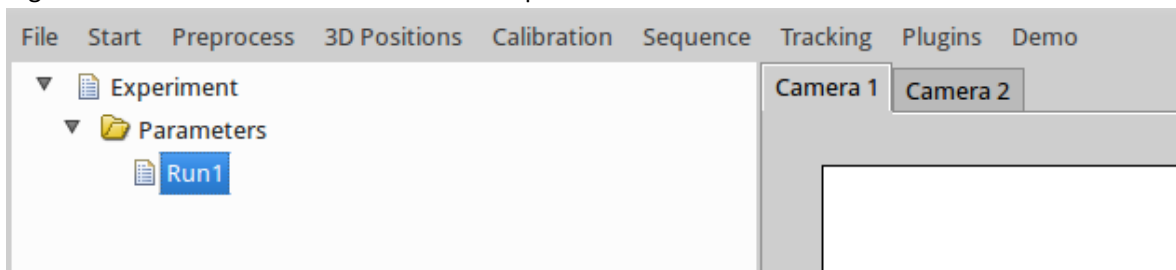 File Start Preprocess 3D Positions Calibration Sequence Tracking Plugins Demo
Experiment
Parameters
Run1
Camera 1 Camera 2